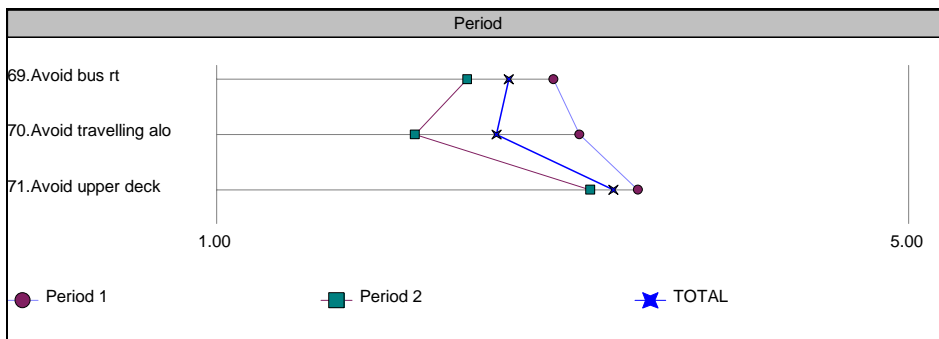 Period
69.Avoid bus rt
70.Avoid travelling alo
71.Avoid upper deck
1.00 5.00
Period 1 Period 2 TOTAL